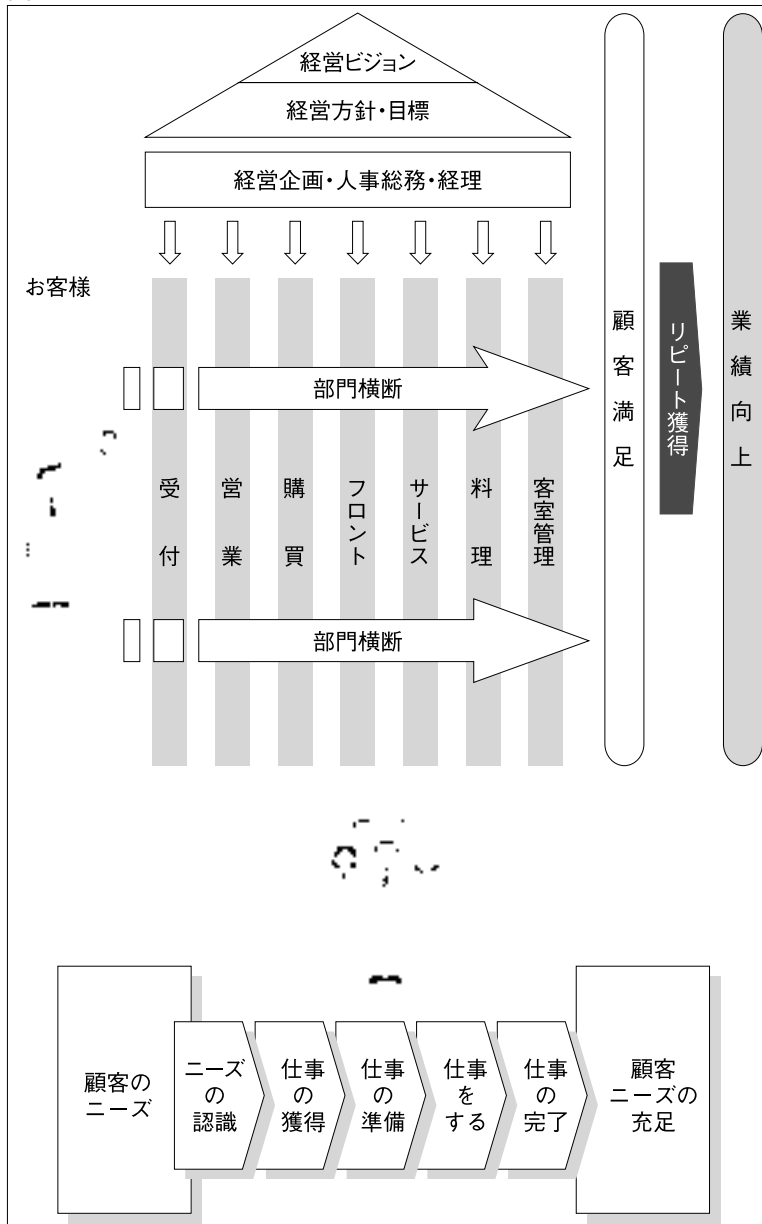 経営ビジョン
経営方針・目標
経営企画・人事総務・経理
お客様
部門横断
受付
営業
購買
フロント
サービス
料理
客室管理
部門横断
顧客満足
リピート獲得
業績向上
顧客の
ニーズ
ニーズ
の
認識
仕事
の
獲得
仕事
の
準備
仕事
を
する
仕事
の
完了
顧客
ニーズの
充足